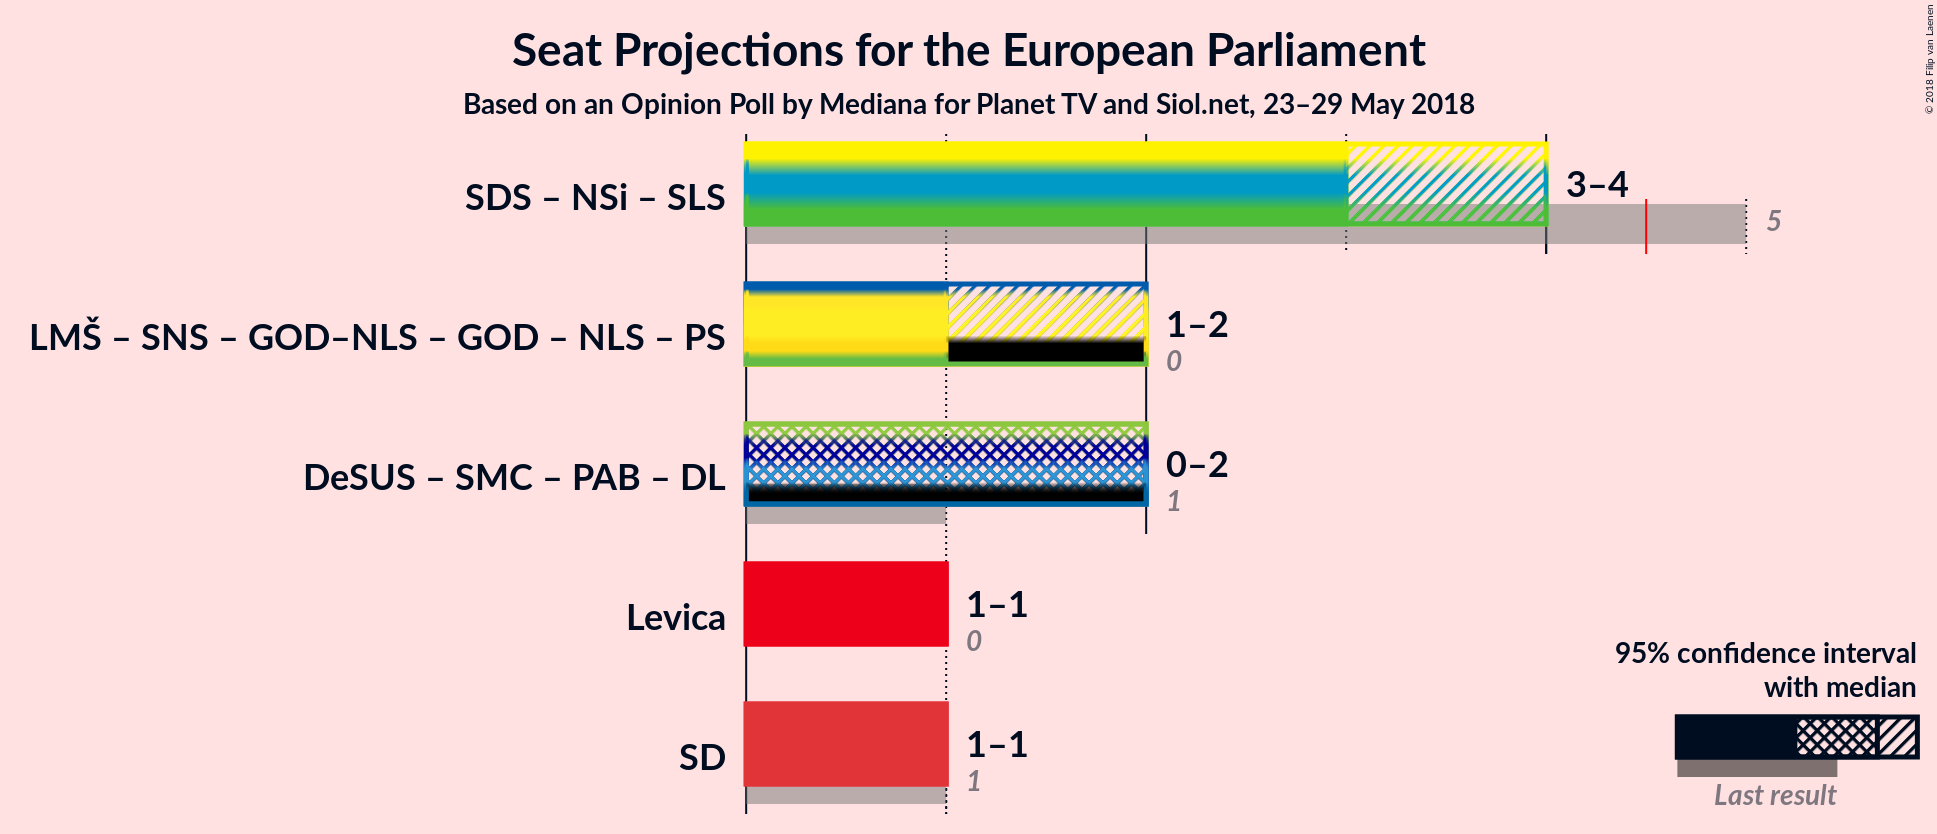 Seat Projections for the European Parliament
Based on an Opinion Poll by Mediana for Planet TV and Siol.net, 23–29 May 2018
© 2018 Filip van Laenen
SDS – NSi – SLS
3–4
5
LMŠ – SNS – GOD–NLS – GOD – NLS – PS
1–2
0
DeSUS – SMC – PAB – DL
0–2
1
Levica
1–1
0
SD
1–1
1
95% confidence interval
with median
Last result